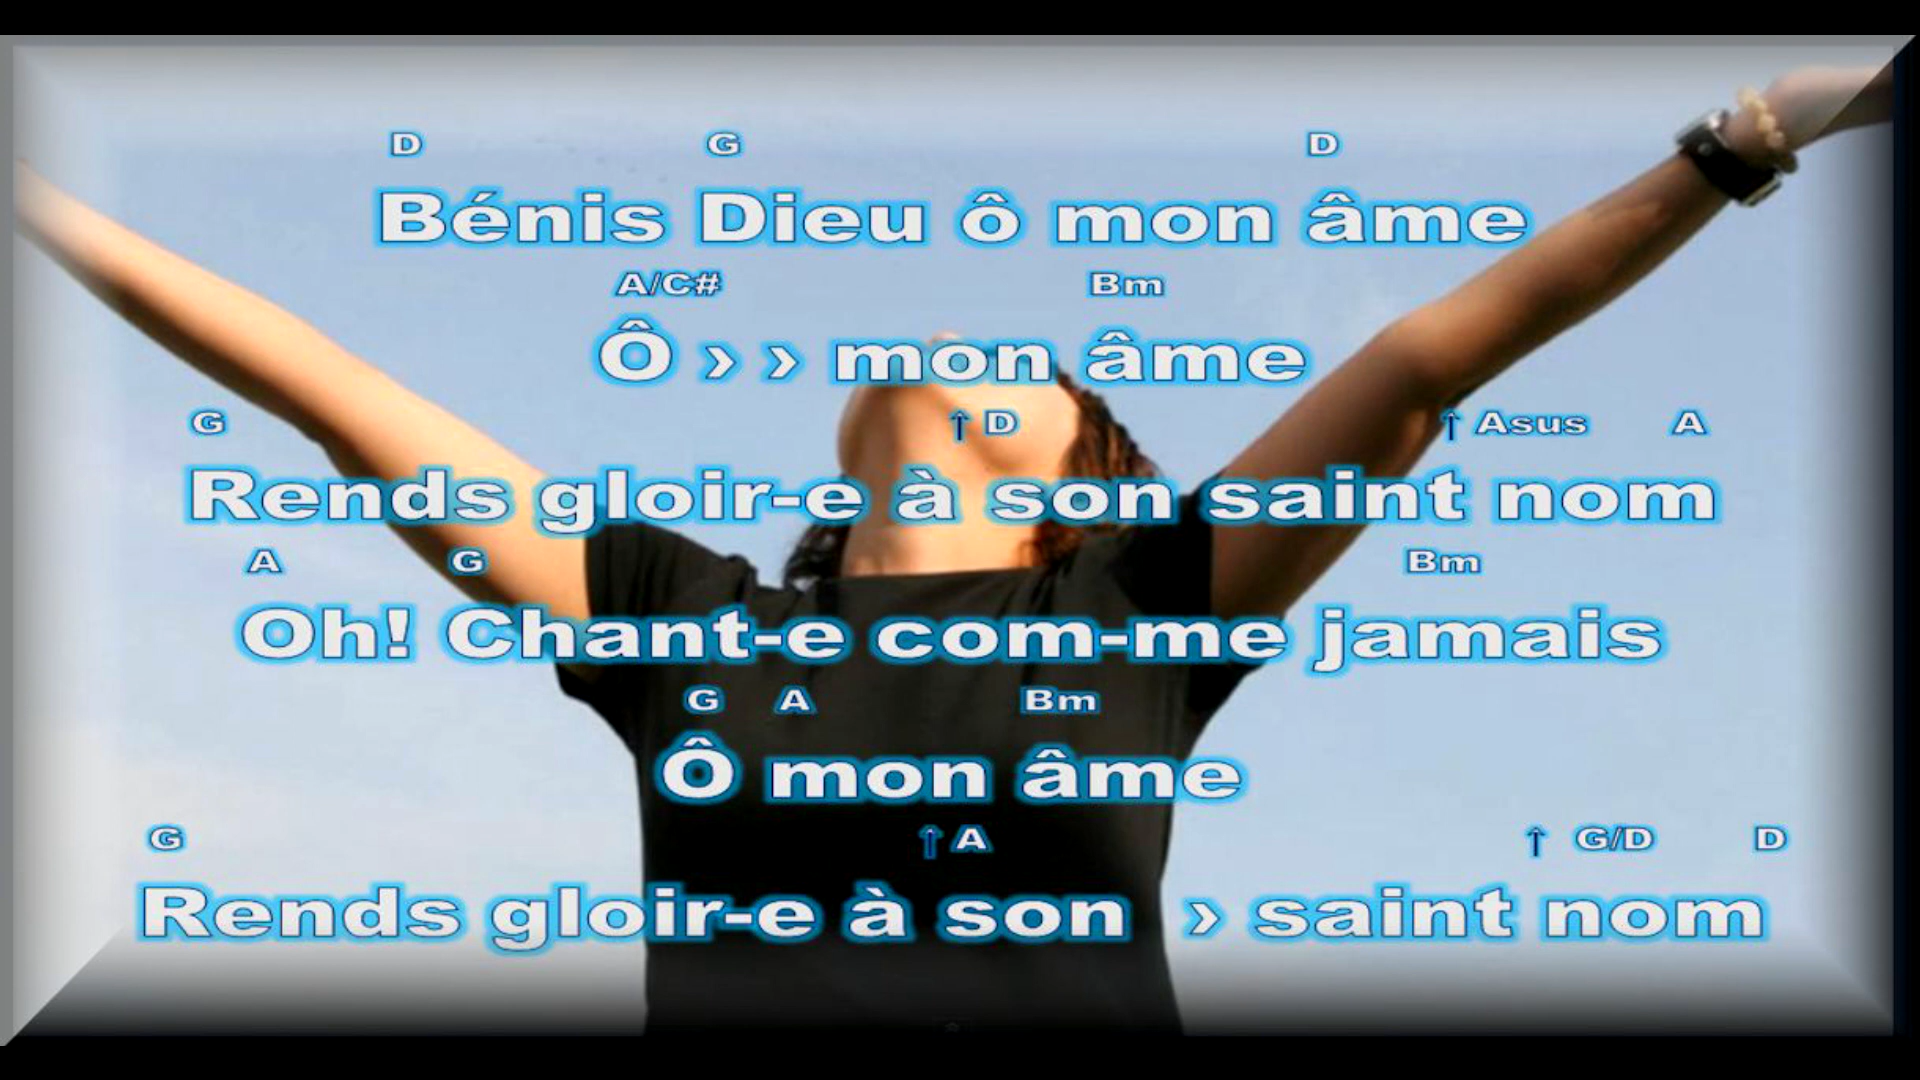 D G D
Bénis Dieu ô mon âme
A/C# Bm
Ô › › mon âme
G ↑ D ↑ Asus A
Rends gloir-e à son saint nom
A G Bm
Oh! Chant-e com-me jamais
G A Bm
Ô mon âme
G ↑ A ↑ G/D D
Rends gloir-e à son › saint nom